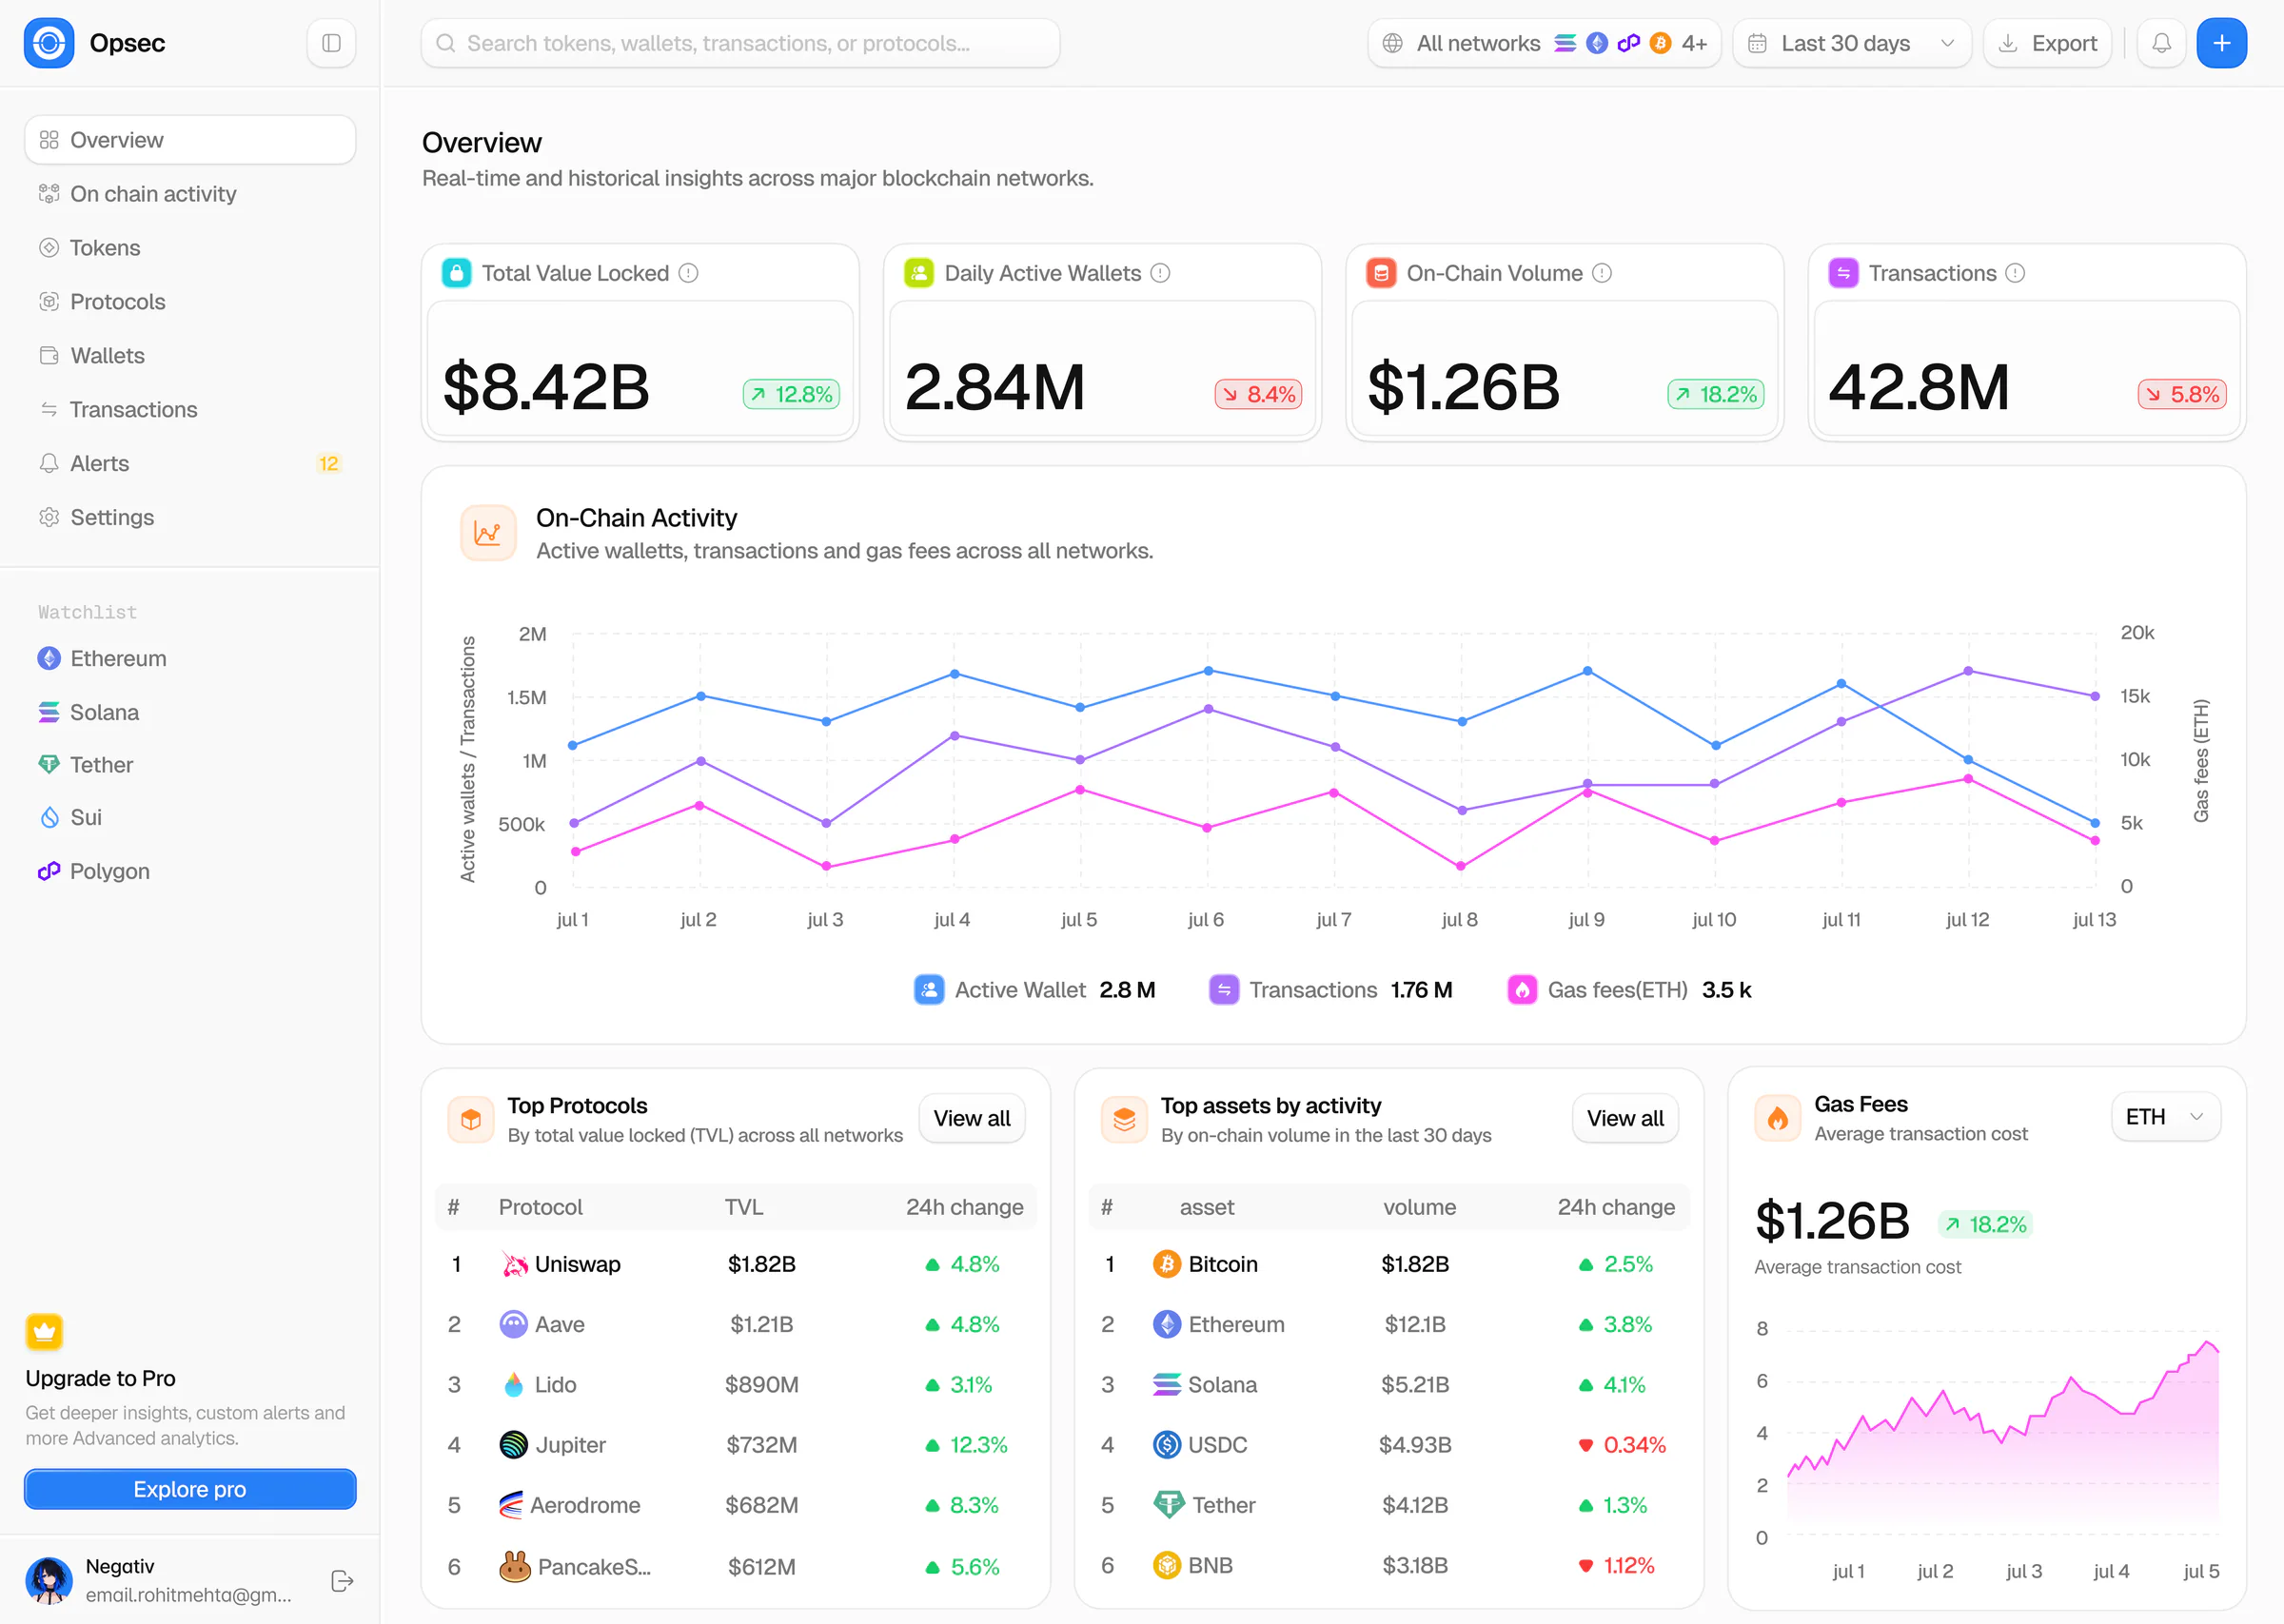 Opsec
Search tokens, wallets, transactions, or protocols...
All networks 4+
Last 30 days
Export
Overview
On chain activity
Tokens
Protocols
Wallets
Transactions
Alerts 12
Settings
Watchlist
Ethereum
Solana
Tether
Sui
Polygon
Upgrade to Pro
Get deeper insights, custom alerts and
more Advanced analytics.
Explore pro
Negativ
email.rohitmehta@gm...
Overview
Real-time and historical insights across major blockchain networks.
Total Value Locked
$8.42B 12.8%
Daily Active Wallets
2.84M 8.4%
On-Chain Volume
$1.26B 18.2%
Transactions
42.8M 5.8%
On-Chain Activity
Active walletts, transactions and gas fees across all networks.
Active wallets / Transactions
2M
1.5M
1M
500k
0
20k
15k
10k
5k
0
Gas fees (ETH)
jul 1 jul 2 jul 3 jul 4 jul 5 jul 6 jul 7 jul 8 jul 9 jul 10 jul 11 jul 12 jul 13
Active Wallet 2.8 M Transactions 1.76 M Gas fees(ETH) 3.5 k
Top Protocols
By total value locked (TVL) across all networks
View all
# Protocol TVL 24h change
1 Uniswap $1.82B 4.8%
2 Aave $1.21B 4.8%
3 Lido $890M 3.1%
4 Jupiter $732M 12.3%
5 Aerodrome $682M 8.3%
6 PancakeS... $612M 5.6%
Top assets by activity
By on-chain volume in the last 30 days
View all
# asset volume 24h change
1 Bitcoin $1.82B 2.5%
2 Ethereum $12.1B 3.8%
3 Solana $5.21B 4.1%
4 USDC $4.93B 0.34%
5 Tether $4.12B 1.3%
6 BNB $3.18B 1.12%
Gas Fees
Average transaction cost
ETH
$1.26B 18.2%
Average transaction cost
8
6
4
2
0
jul 1 jul 2 jul 3 jul 4 jul 5